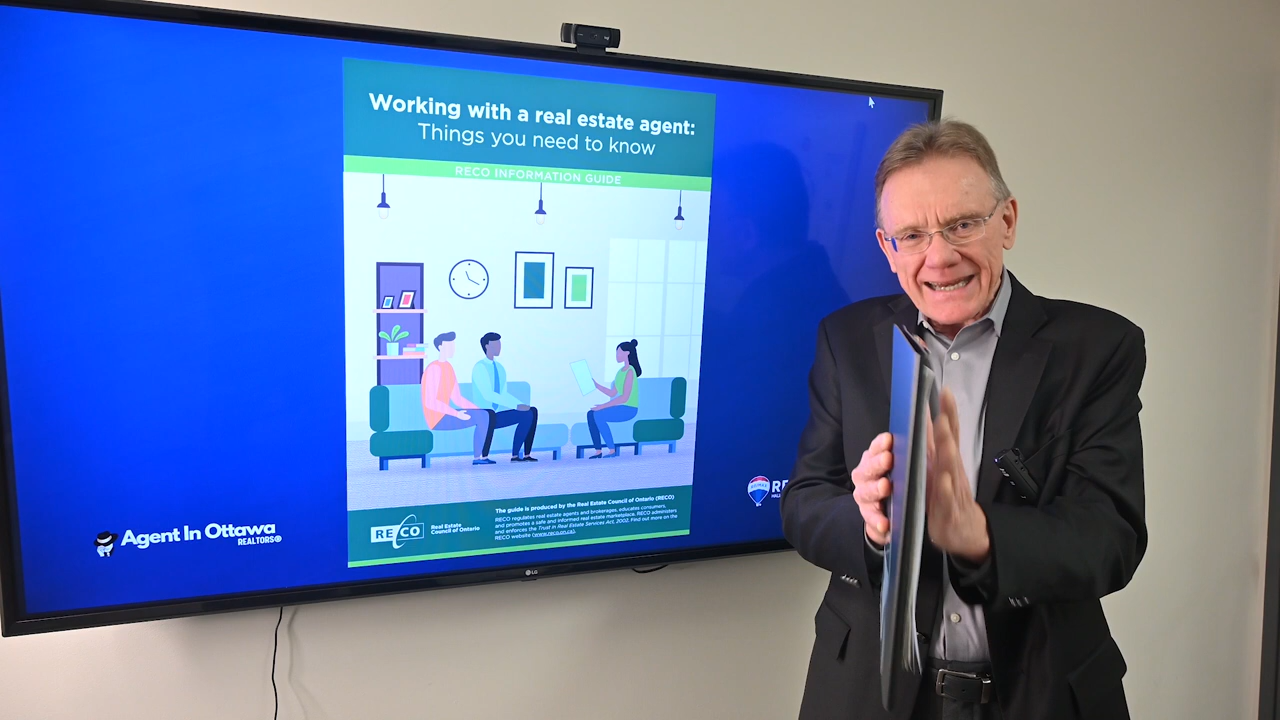 Working with a real estate agent:
Things you need to know
RECO INFORMATION GUIDE
The guide is produced by the Real Estate Council of Ontario (RECO)
RECO regulates real estate agents and brokerages, educates consumers,
and promotes a safe and informed real estate marketplace. RECO administers
and enforces the Trust in Real Estate Services Act, 2002. Find out more on the
RECO website (www.reco.on.ca).
RECO
Real Estate
Council of Ontario
Agent In Ottawa
REALTORS®
RE
LG